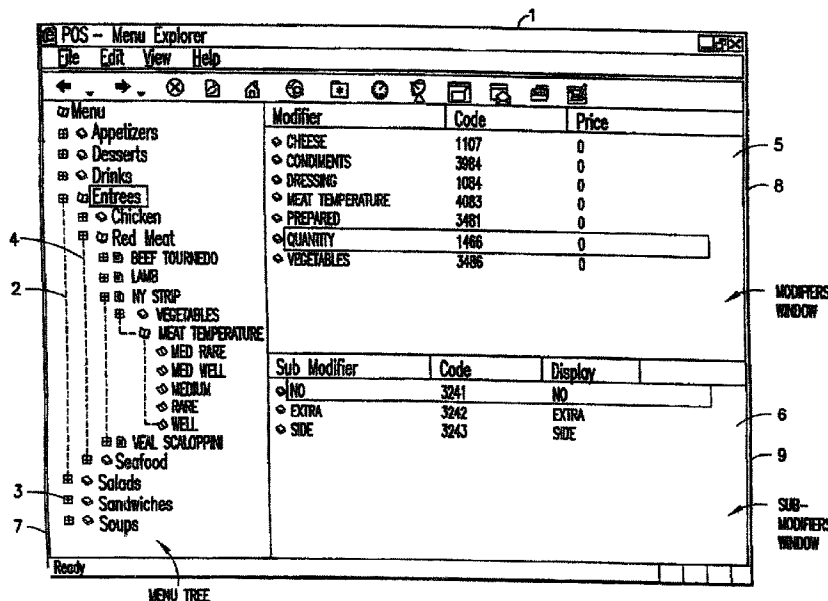 1
POS - Menu Explorer
File Edit View Help
Menu
Appetizers
Desserts
Drinks
Entrees
Chicken
Red Meat
BEEF TOURNEDO
LAMB
NY STRIP
VEGETABLES
MEAT TEMPERATURE
MED RARE
MED WELL
MEDIUM
RARE
WELL
VEAL SCALOPPINI
Seafood
Salads
Sandwiches
Soups
Modifier Code Price
CHEESE 1107 0
CONDIMENTS 3984 0
DRESSING 1084 0
MEAT TEMPERATURE 4083 0
PREPARED 3481 0
QUANTITY 1466 0
VEGETABLES 3486 0
Sub Modifier Code Display
NO 3241 NO
EXTRA 3242 EXTRA
SIDE 3243 SIDE
Ready
4
2
3
7
5
8
MODIFIERS
WINDOW
6
9
SUB-
MODIFIERS
WINDOW
MENU TREE